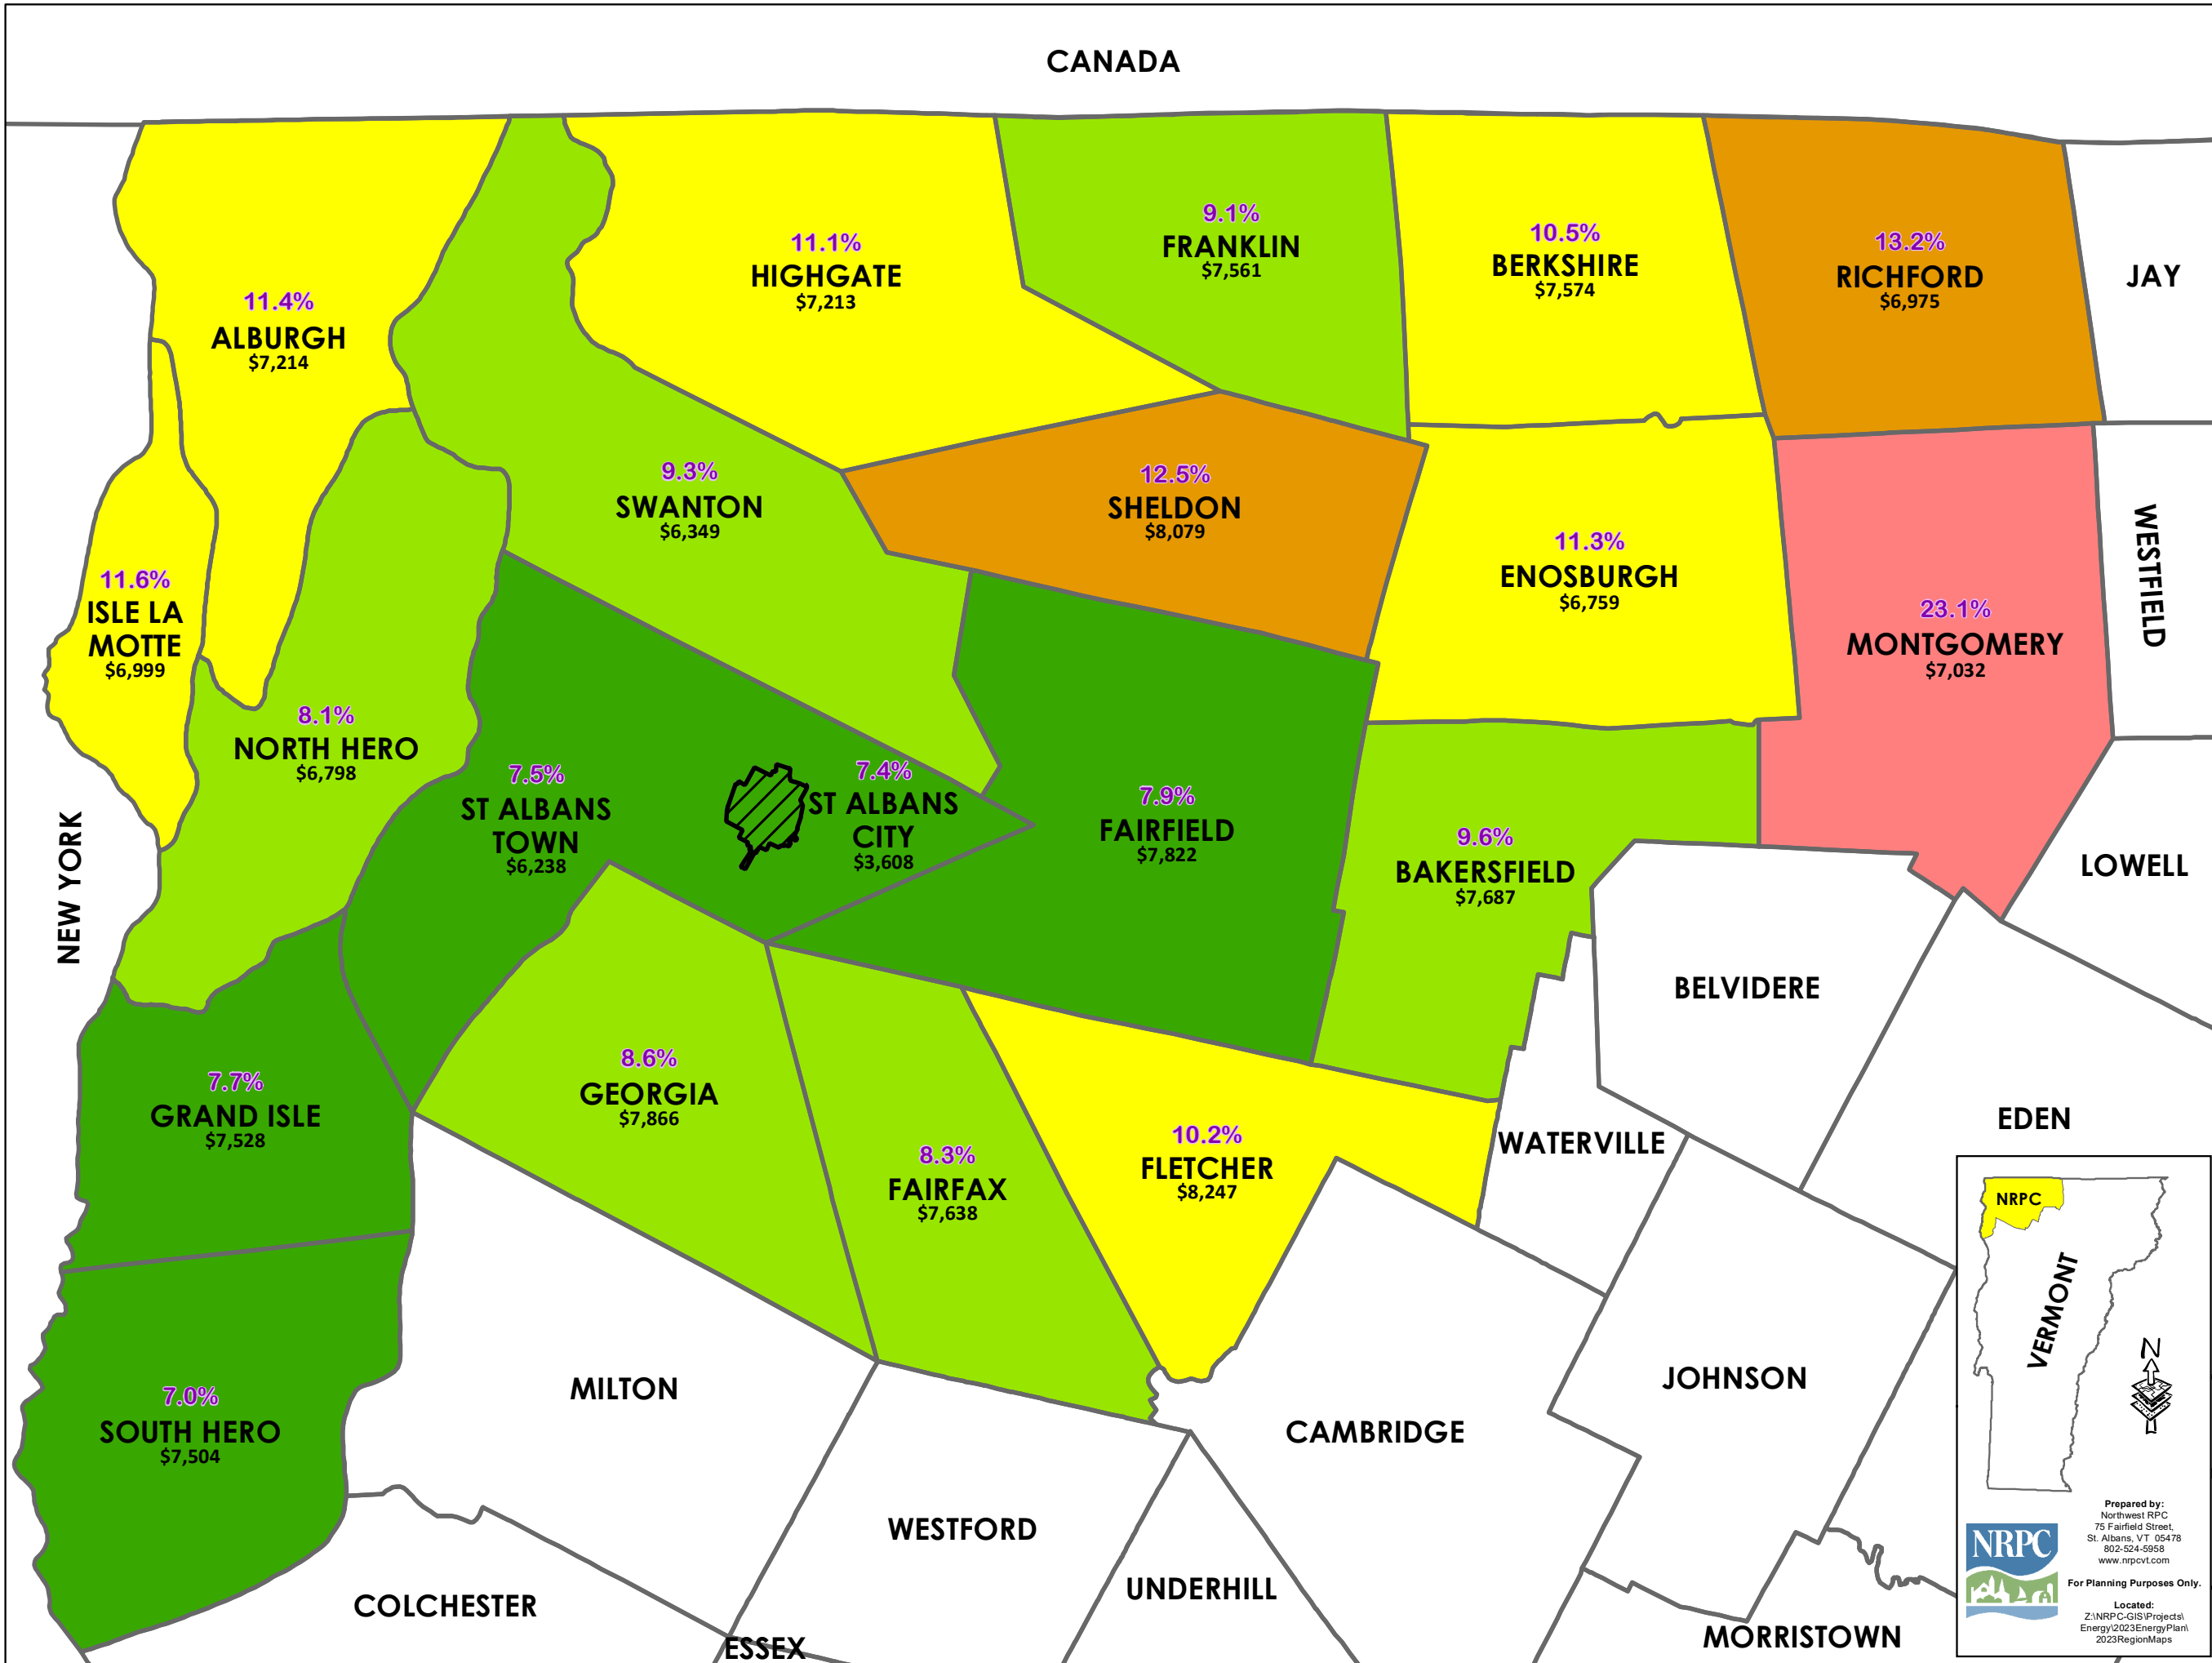 CANADA
9.1%
FRANKLIN
$7,561
10.5%
BERKSHIRE
$7,574
13.2%
RICHFORD
$6,975
JAY
11.1%
HIGHGATE
$7,213
11.4%
ALBURGH
$7,214
9.3%
SWANTON
$6,349
12.5%
SHELDON
$8,079
11.3%
ENOSBURGH
$6,759
WESTFIELD
11.6%
ISLE LA
MOTTE
$6,999
23.1%
MONTGOMERY
$7,032
8.1%
NORTH HERO
$6,798
7.5%
ST ALBANS
TOWN
$6,238
7.4%
ST ALBANS
CITY
$3,608
7.9%
FAIRFIELD
$7,822
9.6%
BAKERSFIELD
$7,687
LOWELL
NEW YORK
BELVIDERE
7.7%
GRAND ISLE
$7,528
8.6%
GEORGIA
$7,866
8.3%
FAIRFAX
$7,638
10.2%
FLETCHER
$8,247
WATERVILLE
EDEN
7.0%
SOUTH HERO
$7,504
MILTON
CAMBRIDGE
JOHNSON
WESTFORD
UNDERHILL
COLCHESTER
ESSEX
MORRISTOWN
NRPC
VERMONT
N
NRPC
Prepared by:
Northwest RPC
75 Fairfield Street,
St. Albans, VT 05478
802-524-5958
www.nrpcvt.com
For Planning Purposes Only.
Located:
Z:\NRPC-GIS\Projects\
Energy\2023EnergyPlan\
2023RegionMaps